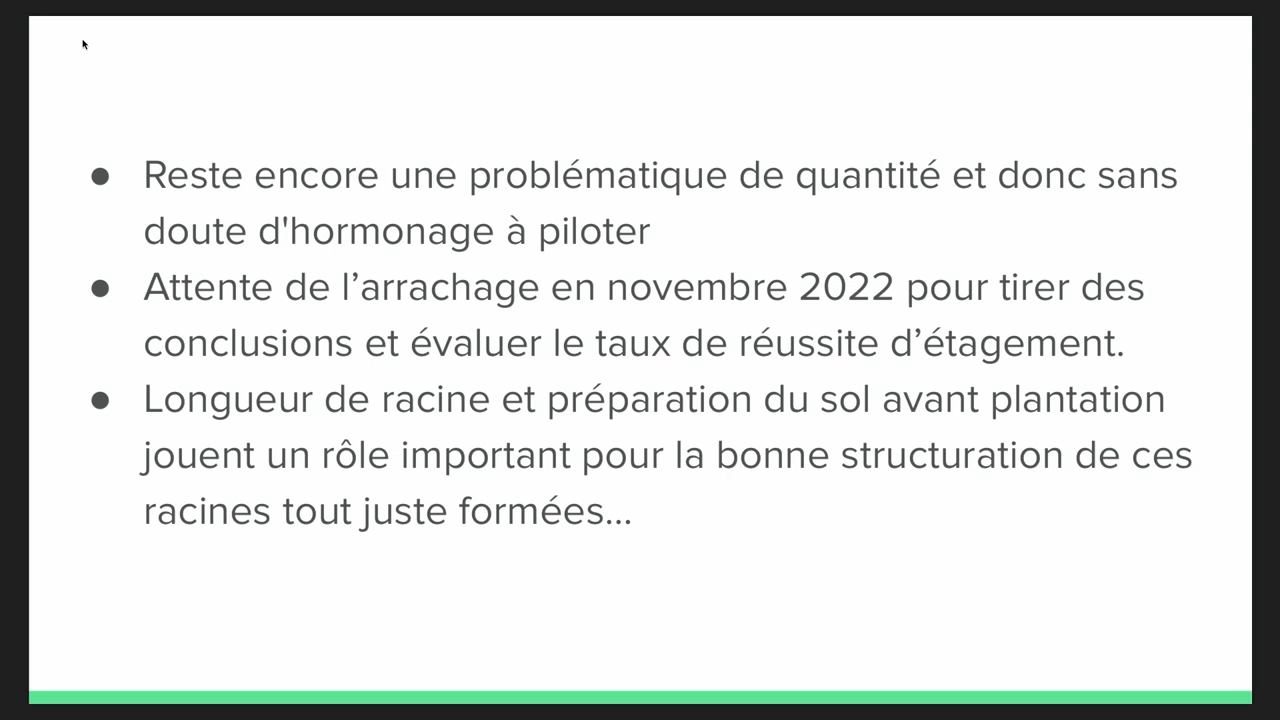 ● Reste encore une problématique de quantité et donc sans
doute d'hormonage à piloter
● Attente de l’arrachage en novembre 2022 pour tirer des
conclusions et évaluer le taux de réussite d’étagement.
● Longueur de racine et préparation du sol avant plantation
jouent un rôle important pour la bonne structuration de ces
racines tout juste formées...